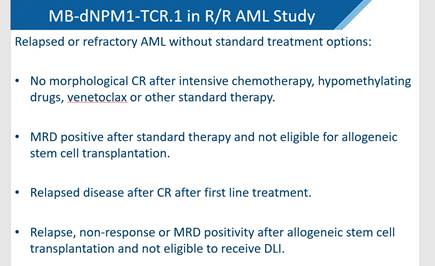 MB-dNPM1-TCR.1 in R/R AML Study
Relapsed or refractory AML without standard treatment options:
• No morphological CR after intensive chemotherapy, hypomethylating
drugs, venetoclax or other standard therapy.
• MRD positive after standard therapy and not eligible for allogeneic
stem cell transplantation.
• Relapsed disease after CR after first line treatment.
• Relapse, non-response or MRD positivity after allogeneic stem cell
transplantation and not eligible to receive DLI.